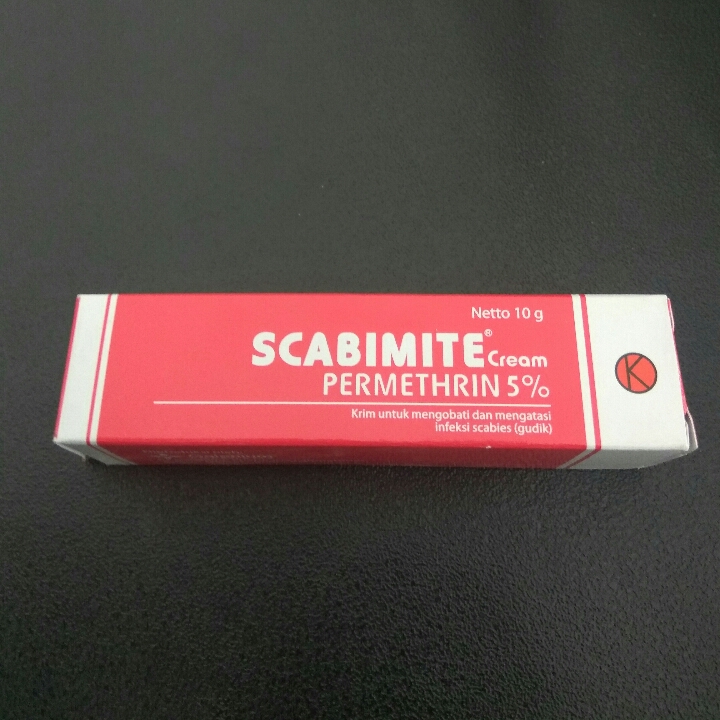 Netto 10 g
SCABIMITE® Cream
PERMETHRIN 5%
Krim untuk mengobati dan mengatasi
infeksi scabies (gudik)
K